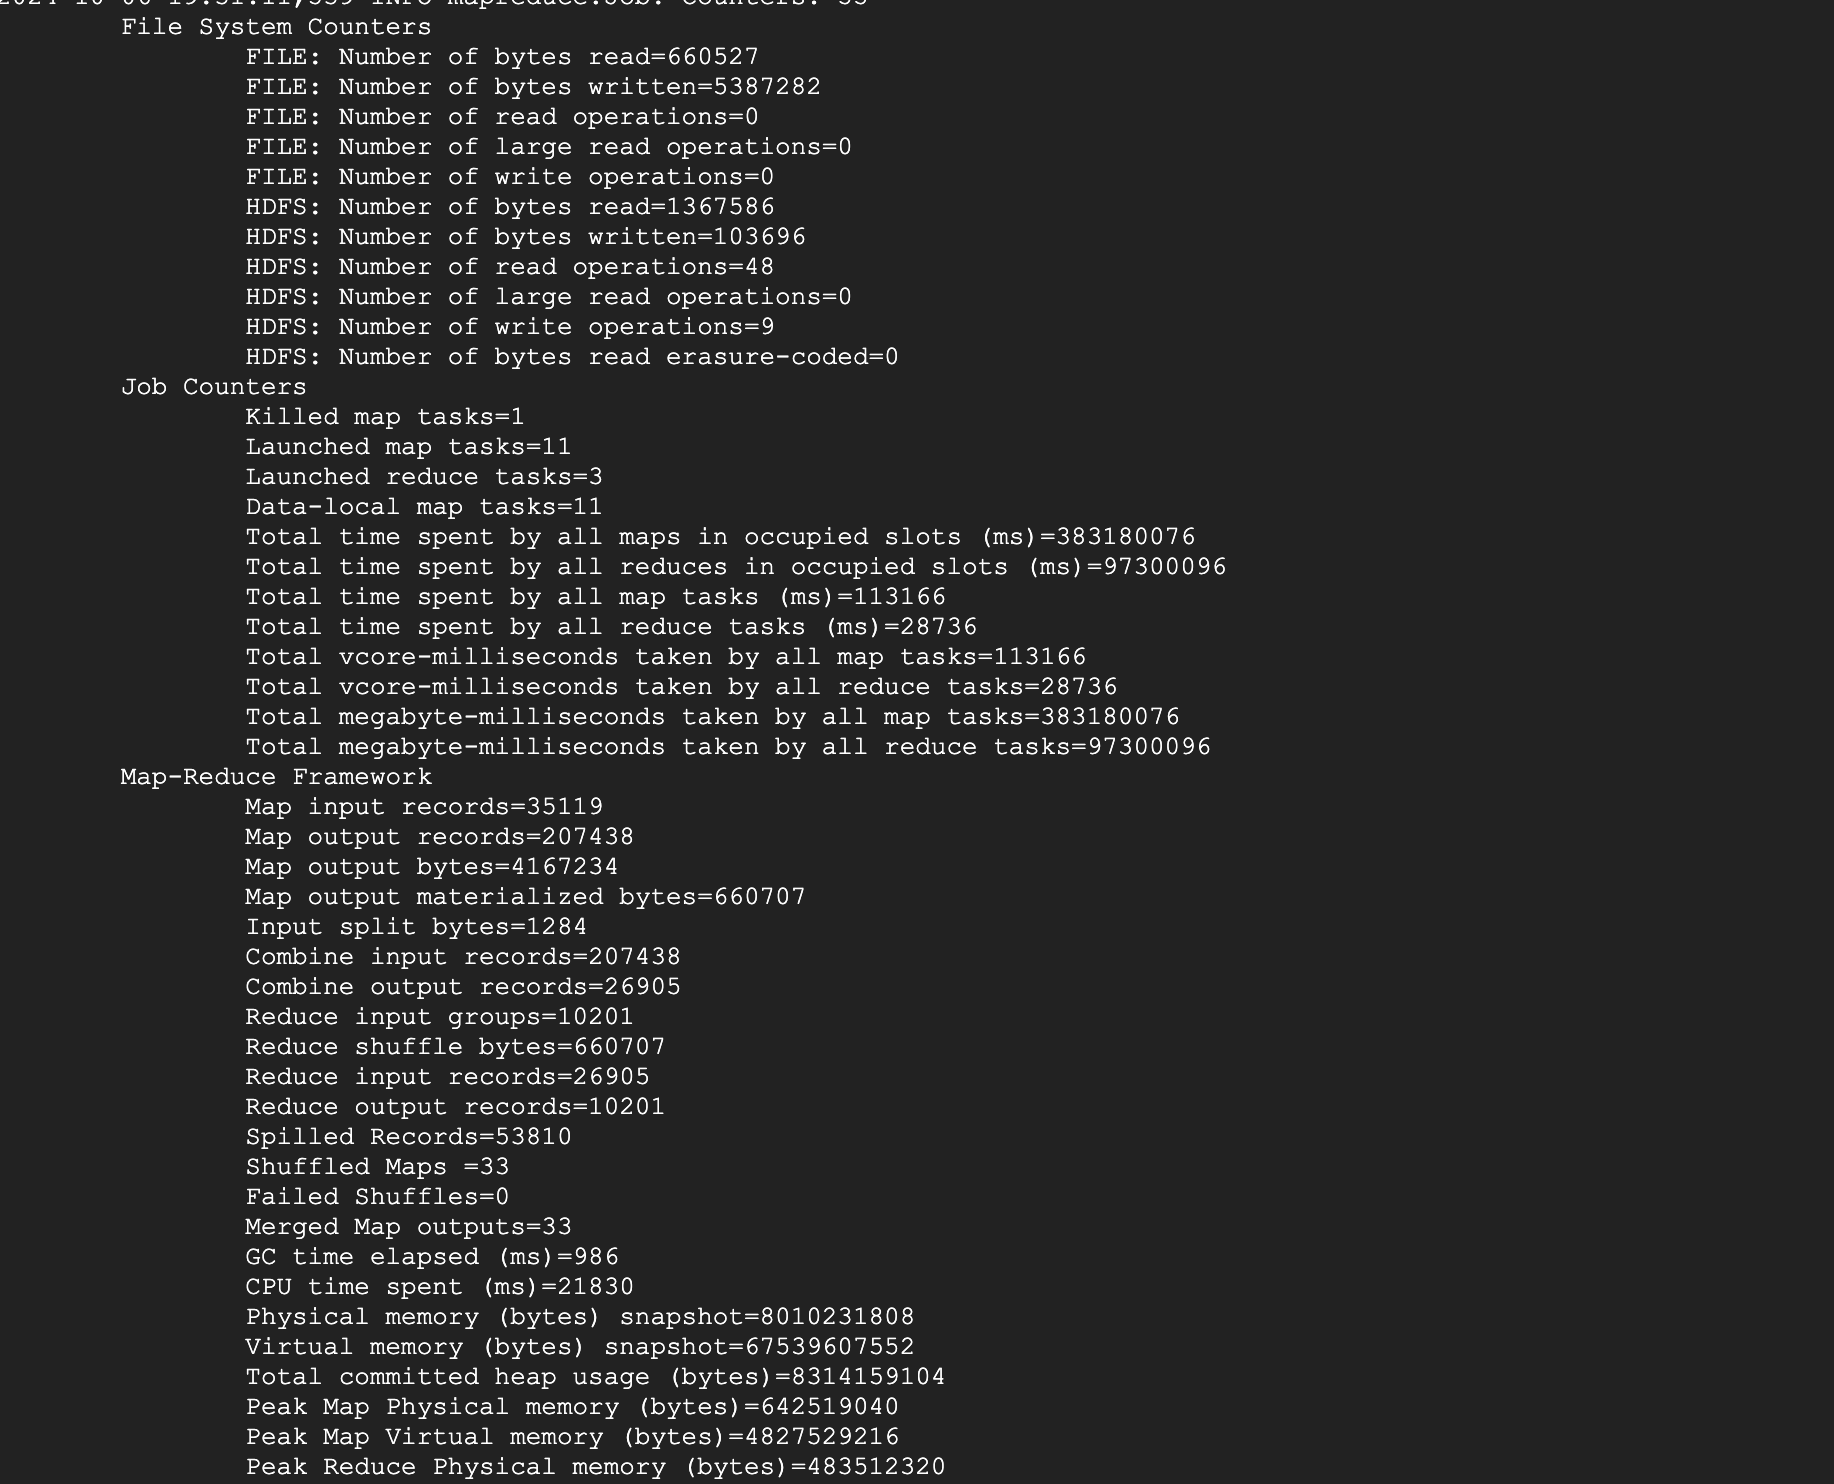 mapreduce.Job: Counters:
File System Counters
FILE: Number of bytes read=660527
FILE: Number of bytes written=5387282
FILE: Number of read operations=0
FILE: Number of large read operations=0
FILE: Number of write operations=0
HDFS: Number of bytes read=1367586
HDFS: Number of bytes written=103696
HDFS: Number of read operations=48
HDFS: Number of large read operations=0
HDFS: Number of write operations=9
HDFS: Number of bytes read erasure-coded=0
Job Counters
Killed map tasks=1
Launched map tasks=11
Launched reduce tasks=3
Data-local map tasks=11
Total time spent by all maps in occupied slots (ms)=383180076
Total time spent by all reduces in occupied slots (ms)=97300096
Total time spent by all map tasks (ms)=113166
Total time spent by all reduce tasks (ms)=28736
Total vcore-milliseconds taken by all map tasks=113166
Total vcore-milliseconds taken by all reduce tasks=28736
Total megabyte-milliseconds taken by all map tasks=383180076
Total megabyte-milliseconds taken by all reduce tasks=97300096
Map-Reduce Framework
Map input records=35119
Map output records=207438
Map output bytes=4167234
Map output materialized bytes=660707
Input split bytes=1284
Combine input records=207438
Combine output records=26905
Reduce input groups=10201
Reduce shuffle bytes=660707
Reduce input records=26905
Reduce output records=10201
Spilled Records=53810
Shuffled Maps =33
Failed Shuffles=0
Merged Map outputs=33
GC time elapsed (ms)=986
CPU time spent (ms)=21830
Physical memory (bytes) snapshot=8010231808
Virtual memory (bytes) snapshot=67539607552
Total committed heap usage (bytes)=8314159104
Peak Map Physical memory (bytes)=642519040
Peak Map Virtual memory (bytes)=4827529216
Peak Reduce Physical memory (bytes)=483512320